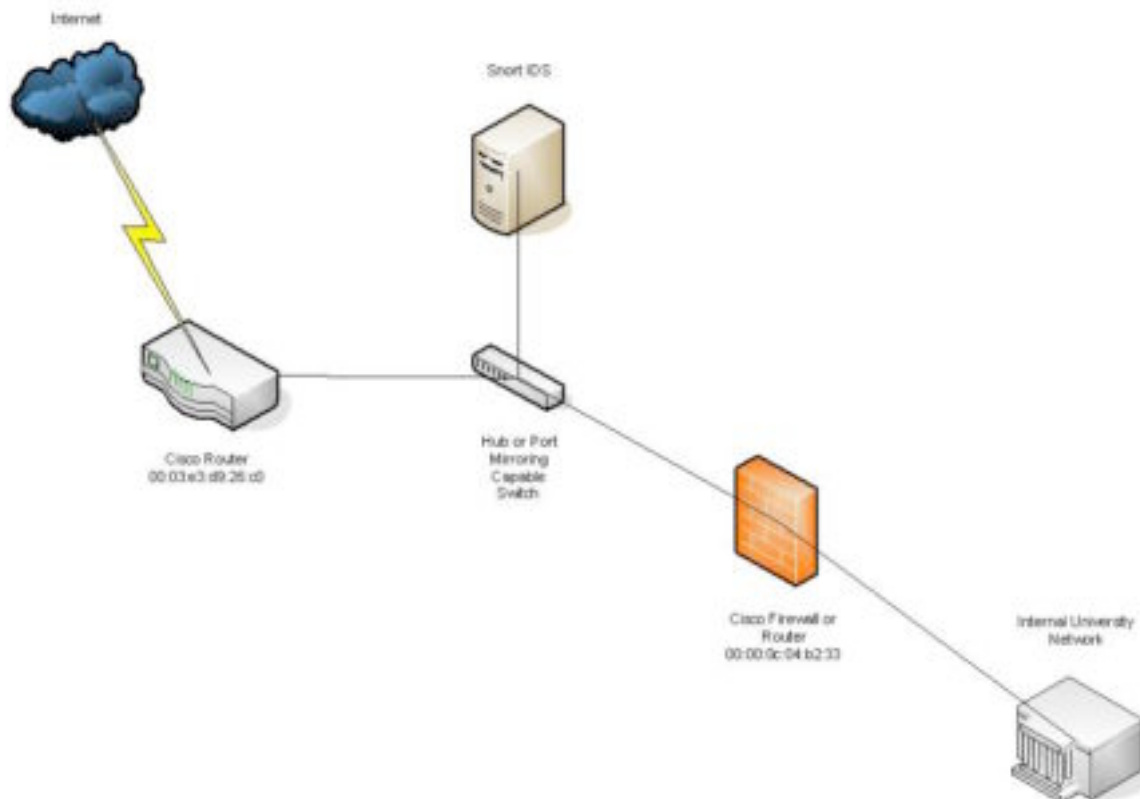 Internet
Snort IDS
Cisco Router
00:03:e3:d9:26:c0
Hub or Port
Mirroring
Capable
Switch
Cisco Firewall or
Router
00:00:0c:04:b2:33
Internal University
Network